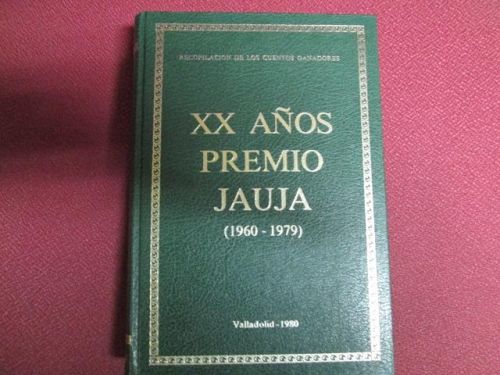 RECOPILACION DE LOS CUENTOS GANADORES
XX AÑOS
PREMIO
JAUJA
(1960 - 1979)
Valladolid - 1980